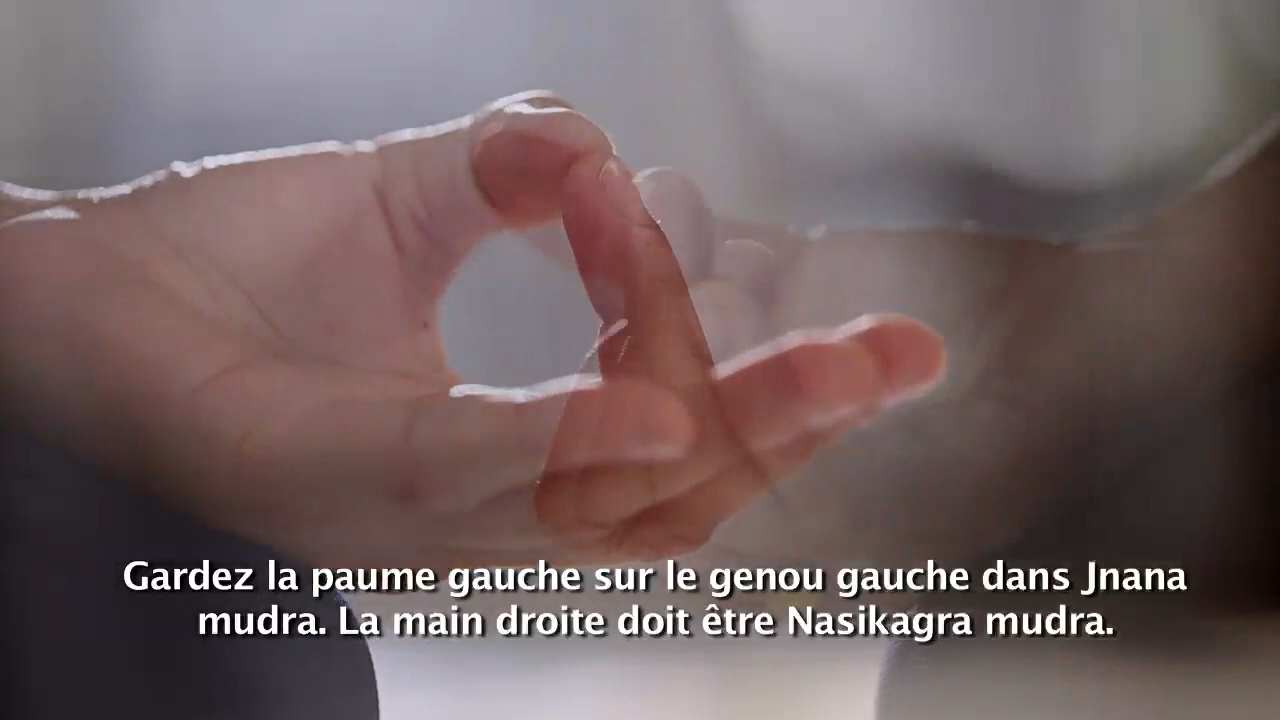 Gardez la paume gauche sur le genou gauche dans Jnana
mudra. La main droite doit être Nasikagra mudra.